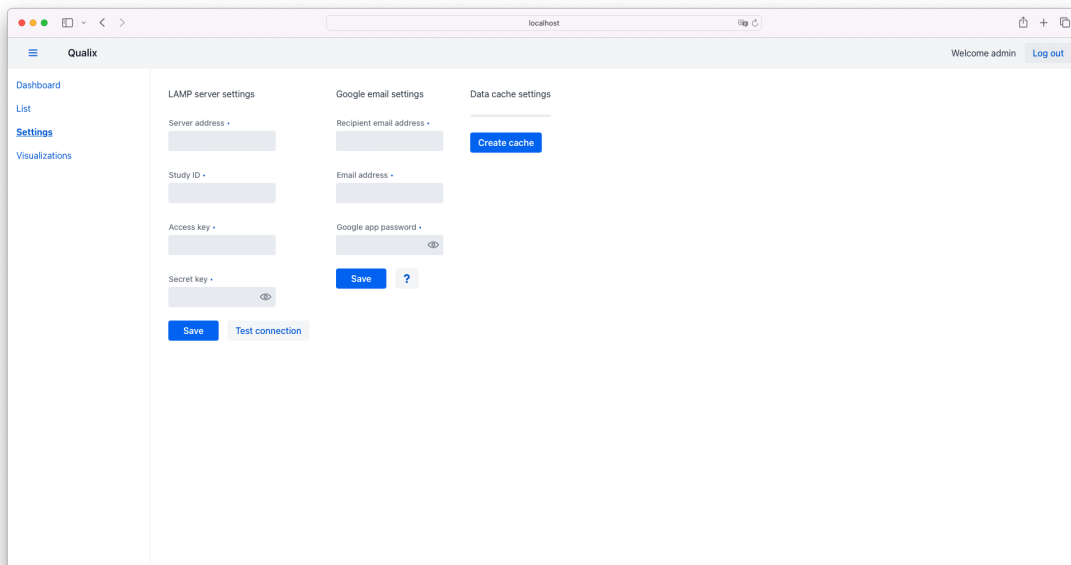 localhost
Qualix
Welcome admin
Log out
Dashboard
List
Settings
Visualizations
LAMP server settings
Server address •
Study ID •
Access key •
Secret key •
Save
Test connection
Google email settings
Recipient email address •
Email address •
Google app password •
Save
?
Data cache settings
Create cache